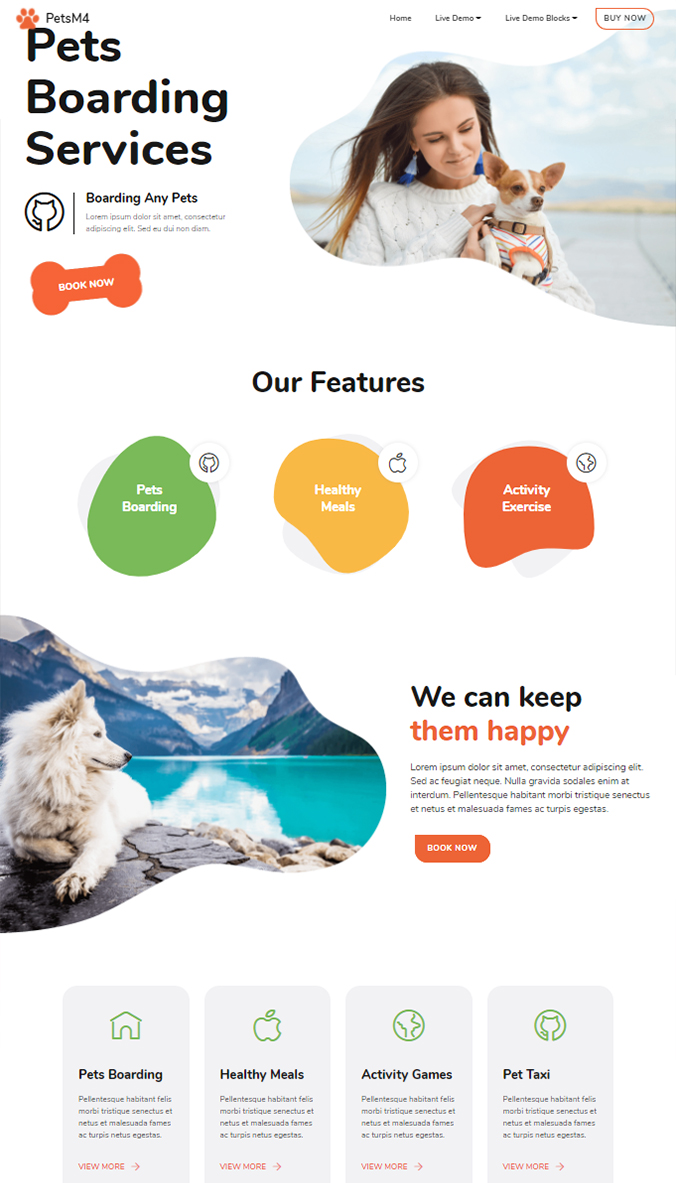 PetsM4
Home
Live Demo
Live Demo Blocks
BUY NOW
Pets
Boarding
Services
Boarding Any Pets
Lorem ipsum dolor sit amet, consectetur
adipiscing elit. Sed eu dui non diam.
BOOK NOW
Our Features
Pets
Boarding
Healthy
Meals
Activity
Exercise
We can keep
them happy
Lorem ipsum dolor sit amet, consectetur adipiscing elit.
Sed ac feugiat neque. Nulla gravida sodales enim at
interdum. Pellentesque habitant morbi tristique senectus
et netus et malesuada fames ac turpis egestas.
BOOK NOW
Pets Boarding
Pellentesque habitant felis
morbi tristique senectus et
netus et malesuada fames
ac turpis netus egestas.
VIEW MORE
Healthy Meals
Pellentesque habitant felis
morbi tristique senectus et
netus et malesuada fames
ac turpis netus egestas.
VIEW MORE
Activity Games
Pellentesque habitant felis
morbi tristique senectus et
netus et malesuada fames
ac turpis netus egestas.
VIEW MORE
Pet Taxi
Pellentesque habitant felis
morbi tristique senectus et
netus et malesuada fames
ac turpis netus egestas.
VIEW MORE